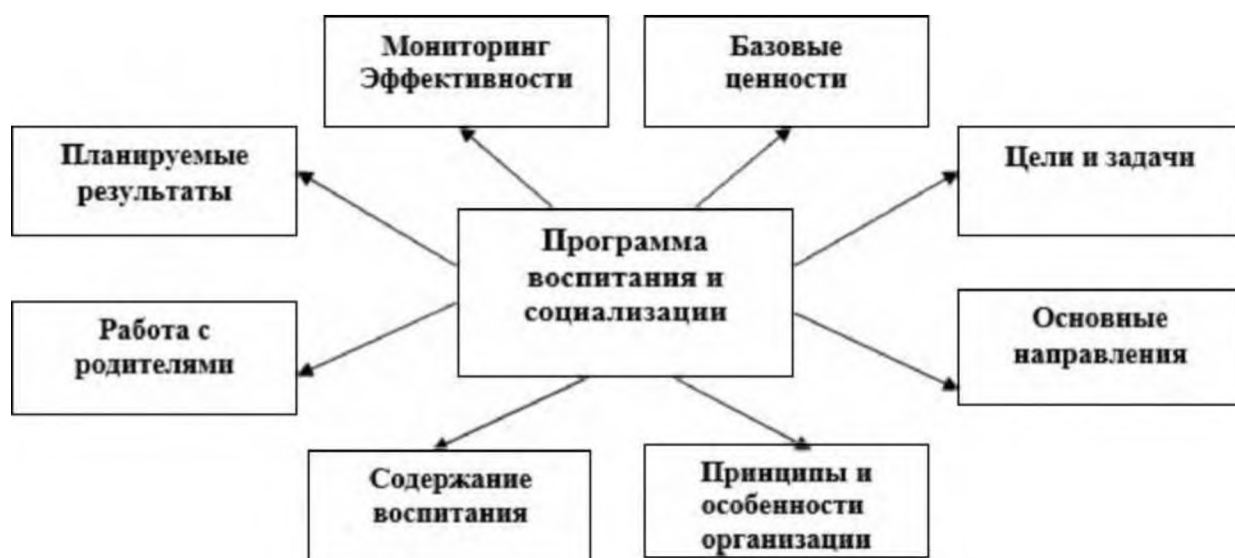 Мониторинг
Эффективности
Базовые
ценности
Планируемые
результаты
Цели и задачи
Программа
воспитания и
социализации
Работа с
родителями
Основные
направления
Содержание
воспитания
Принципы и
особенности
организации